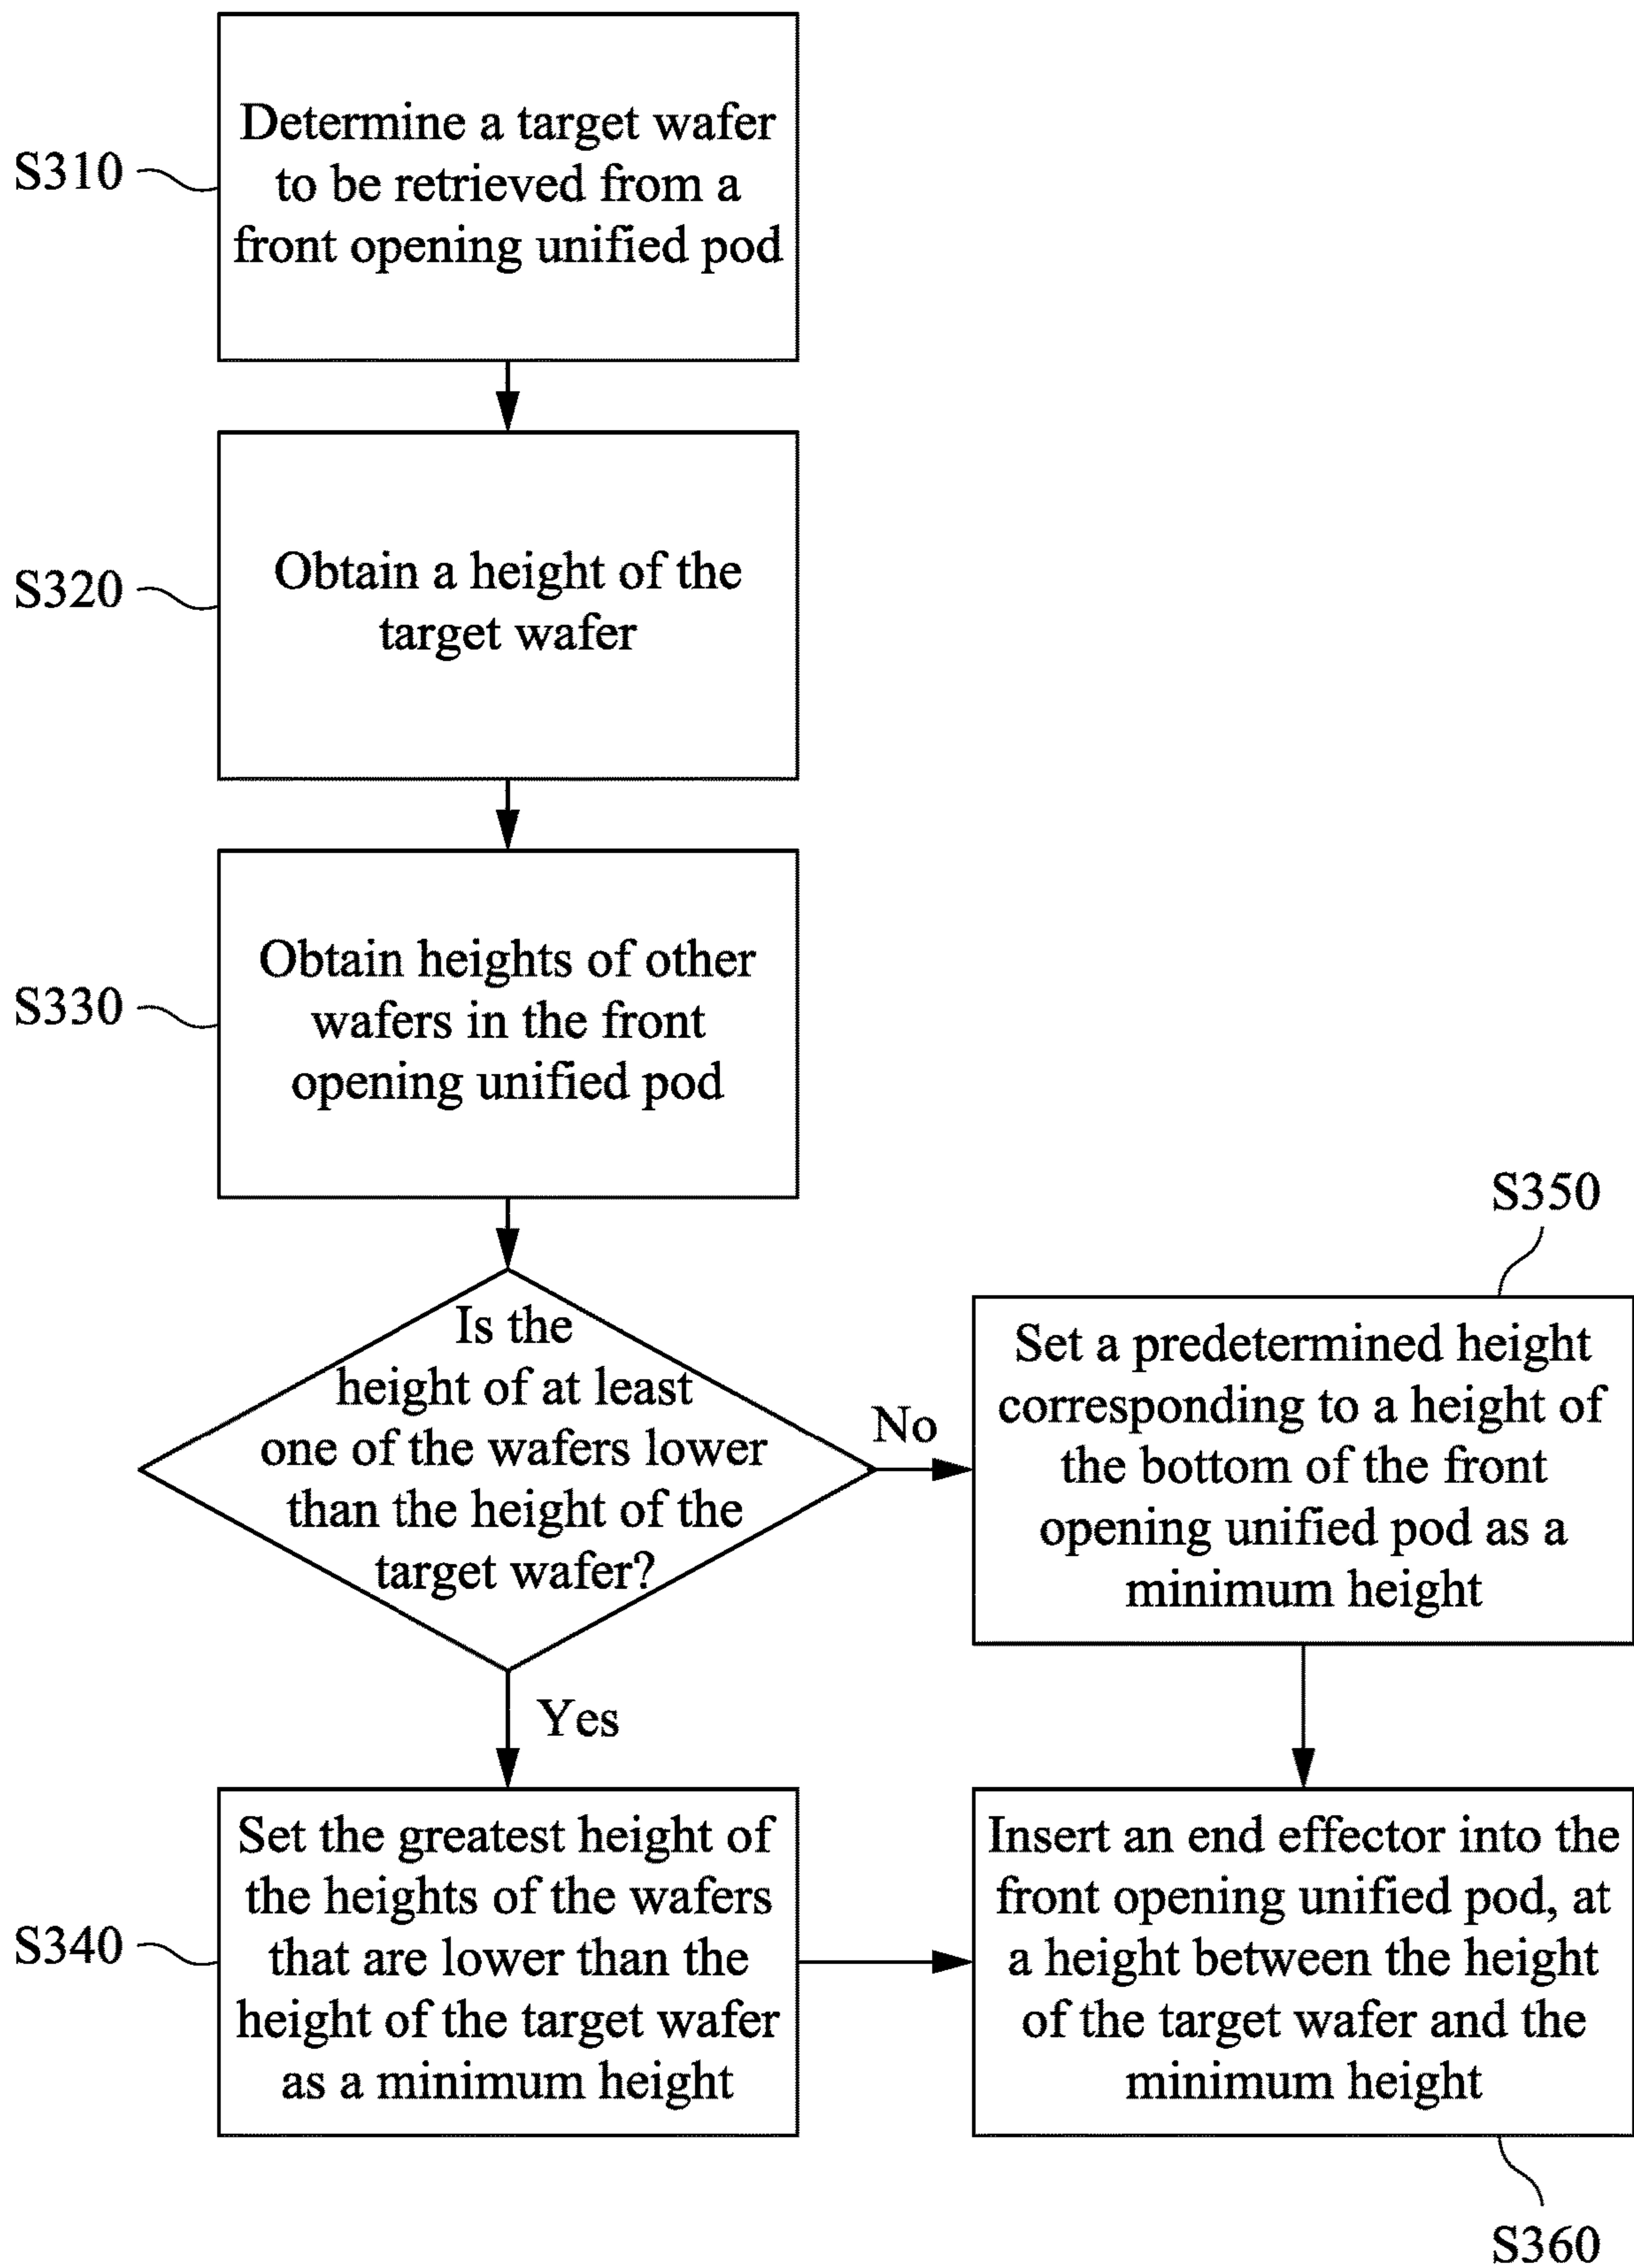 S310
Determine a target wafer
to be retrieved from a
front opening unified pod
S320
Obtain a height of the
target wafer
S330
Obtain heights of other
wafers in the front
opening unified pod
Is the
height of at least
one of the wafers lower
than the height of the
target wafer?
No
Yes
S350
Set a predetermined height
corresponding to a height of
the bottom of the front
opening unified pod as a
minimum height
S340
Set the greatest height of
the heights of the wafers
that are lower than the
height of the target wafer
as a minimum height
Insert an end effector into the
front opening unified pod, at
a height between the height
of the target wafer and the
minimum height
S360